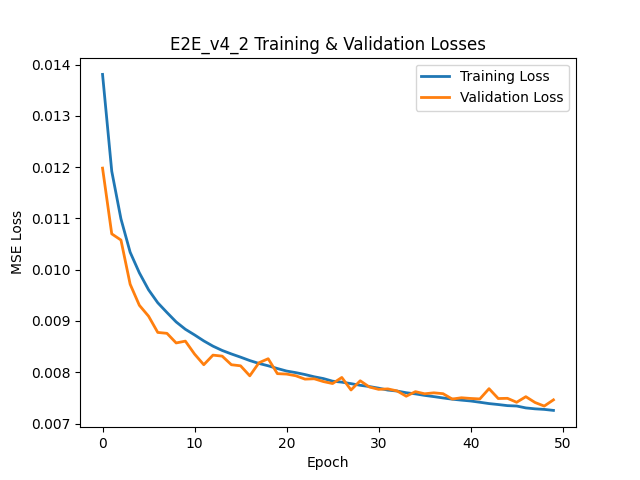 E2E_v4_2 Training & Validation Losses
0.014
0.013
0.012
0.011
0.010
0.009
0.008
0.007
MSE Loss
Training Loss
Validation Loss
0
10
20
30
40
50
Epoch